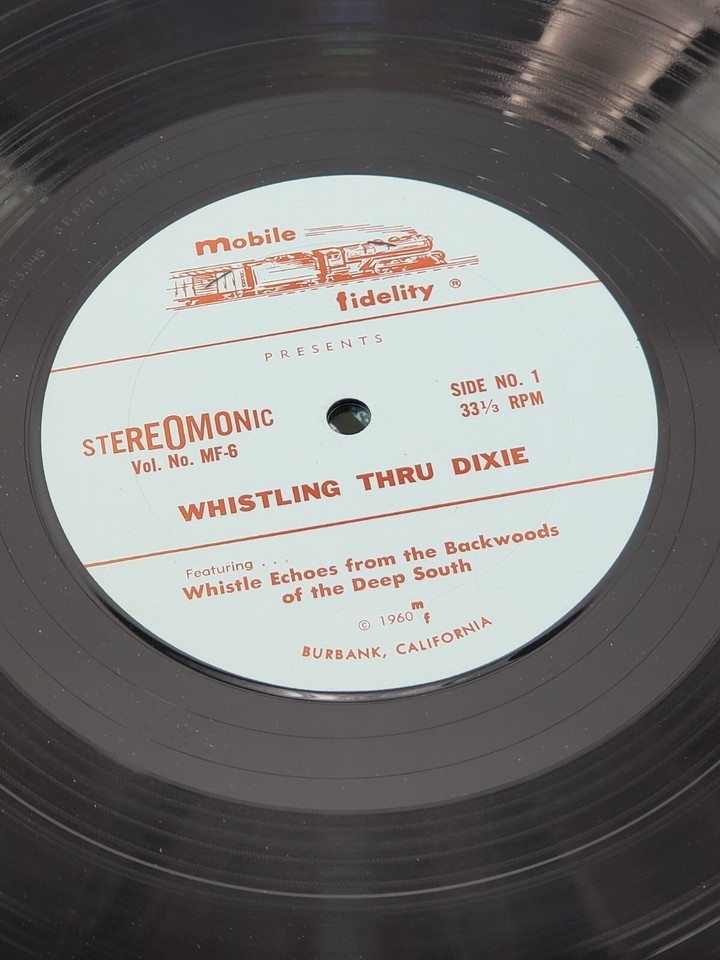 mobile
fidelity ®
PRESENTS
STEREOMONIC
Vol. No. MF-6
SIDE NO. 1
33⅓ RPM
WHISTLING THRU DIXIE
Featuring . . .
Whistle Echoes from the Backwoods
of the Deep South
© 1960 mf
BURBANK, CALIFORNIA